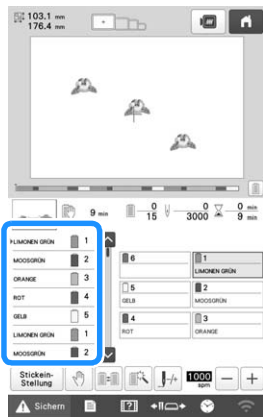 103.1 mm
176.4 mm
9 min
0
15
0
3000
0
9 min
LIMONEN GRÜN 1
MOOSGRÜN 2
ORANGE 3
ROT 4
GELB 5
LIMONEN GRÜN 1
MOOSGRÜN 2
6
1
LIMONEN GRÜN
5
GELB
2
MOOSGRÜN
4
ROT
3
ORANGE
Stickein-
Stellung
1000
spm
Sichern